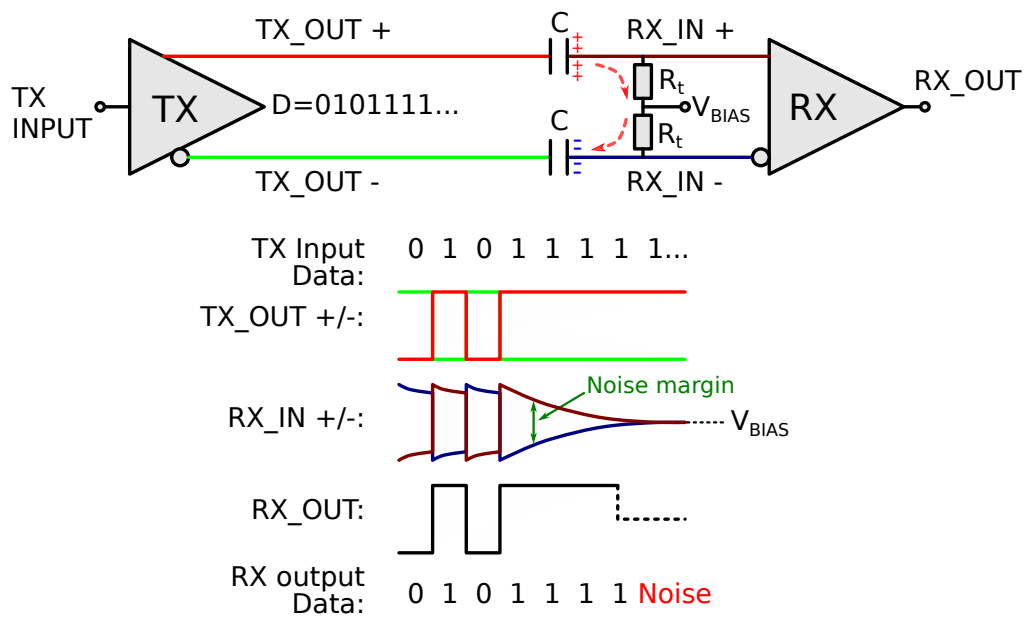 TX_OUT +
C
++
++
RX_IN +
TX
INPUT
TX
D=0101111...
Rt
VBIAS
Rt
RX
RX_OUT
C
--
--
TX_OUT -
RX_IN -
TX Input
Data:
0 1 0 1 1 1 1 1...
TX_OUT +/-:
RX_IN +/-:
Noise margin
VBIAS
RX_OUT:
RX output
Data:
0 1 0 1 1 1 1 Noise